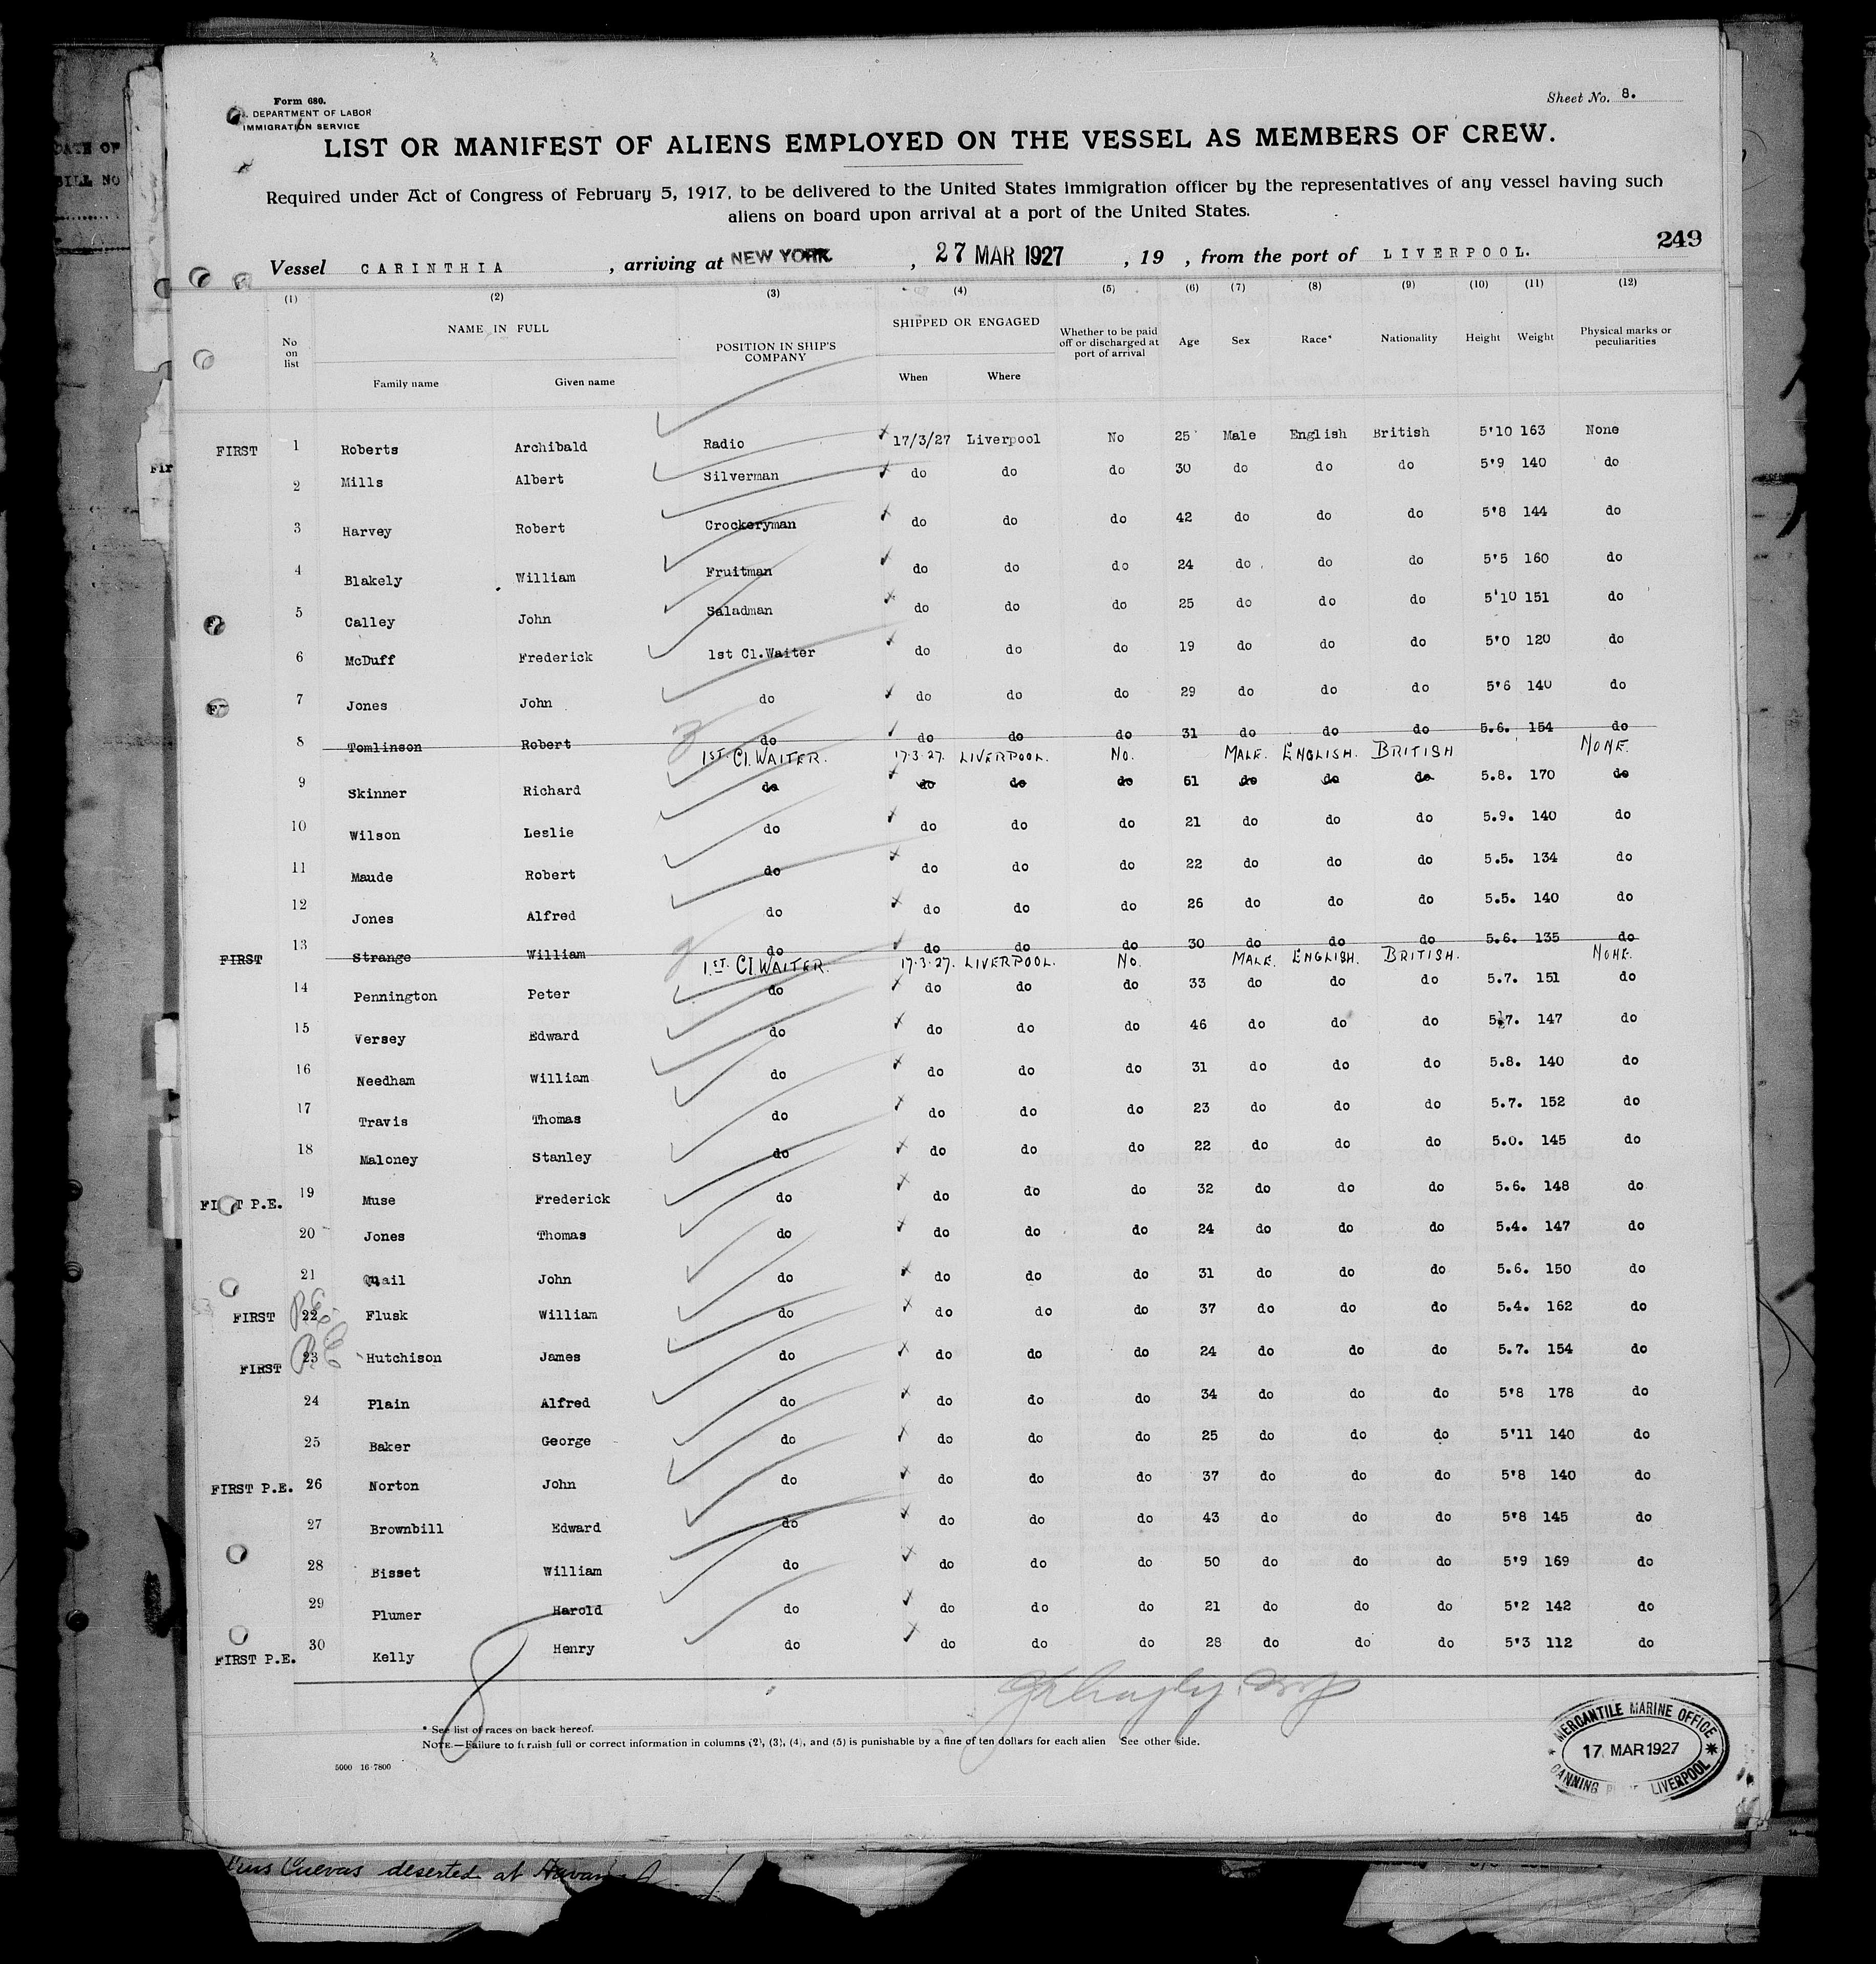 Form 680.
. DEPARTMENT OF LABOR
IMMIGRATION SERVICE
Sheet No. 8.
LIST OR MANIFEST OF ALIENS EMPLOYED ON THE VESSEL AS MEMBERS OF CREW.
Required under Act of Congress of February 5, 1917, to be delivered to the United States immigration officer by the representatives of any vessel having such
aliens on board upon arrival at a port of the United States.
249
Vessel CARINTHIA , arriving at NEW YORK , 27 MAR 1927 , 19 , from the port of LIVERPOOL.
(1) (2) (3) (4) (5) (6) (7) (8) (9) (10) (11) (12)
No on list NAME IN FULL Family name Given name POSITION IN SHIP'S COMPANY SHIPPED OR ENGAGED When Where Whether to be paid off or discharged at port of arrival Age Sex Race* Nationality Height Weight Physical marks or peculiarities
FIRST 1 Roberts Archibald Radio 17/3/27 Liverpool No 25 Male English British 5'10 163 None
2 Mills Albert Silverman do do do 30 do do do 5'9 140 do
3 Harvey Robert Crockeryman do do do 42 do do do 5'8 144 do
4 Blakely William Fruitman do do do 24 do do do 5'5 160 do
5 Calley John Saladman do do do 25 do do do 5'10 151 do
6 McDuff Frederick 1st Cl.Waiter do do do 19 do do do 5'0 120 do
7 Jones John do do do do 29 do do do 5'6 140 do
8 Tomlinson Robert do do do do 31 do do do 5.6. 154 do
1ST. Cl. WAITER. 17.3.27. LIVERPOOL. No. MALE. ENGLISH. BRITISH NONE.
9 Skinner Richard do do do do 61 do do do 5.8. 170 do
10 Wilson Leslie do do do do 21 do do do 5.9. 140 do
11 Maude Robert do do do do 22 do do do 5.5. 134 do
12 Jones Alfred do do do do 26 do do do 5.5. 140 do
FIRST 13 Strange William do do do do 30 do do do 5.6. 135 do
1.ST. Cl WAITER. 17.3.27. LIVERPOOL. No. MALE. ENGLISH. BRITISH. NONE.
14 Pennington Peter do do do do 33 do do do 5.7. 151 do
15 Versey Edward do do do do 46 do do do 5.7. 147 do
16 Needham William do do do do 31 do do do 5.8. 140 do
17 Travis Thomas do do do do 23 do do do 5.7. 152 do
18 Maloney Stanley do do do do 22 do do do 5.0. 145 do
FIRST P.E. 19 Muse Frederick do do do do 32 do do do 5.6. 148 do
20 Jones Thomas do do do do 24 do do do 5.4. 147 do
21 Quail John do do do do 31 do do do 5.6. 150 do
FIRST P.E. 22 Flusk William do do do do 37 do do do 5.4. 162 do
FIRST P.E. 23 Hutchison James do do do do 24 do do do 5.7. 154 do
24 Plain Alfred do do do do 34 do do do 5'8 178 do
25 Baker George do do do do 25 do do do 5'11 140 do
FIRST P.E. 26 Norton John do do do do 37 do do do 5'8 140 do
27 Brownbill Edward do do do do 43 do do do 5'8 145 do
28 Bisset William do do do do 50 do do do 5'9 169 do
29 Plumer Harold do do do do 21 do do do 5'2 142 do
FIRST P.E. 30 Kelly Henry do do do do 28 do do do 5'3 112 do
8
* See list of races on back hereof.
NOTE.—Failure to furnish full or correct information in columns (2), (3), (4), and (5) is punishable by a fine of ten dollars for each alien See other side.
5000 16-7800
MERCANTILE MARINE OFFICE
17 MAR 1927
CANNING LIVERPOOL
Cuevas deserted at Havana
DATE OF
BILL NO